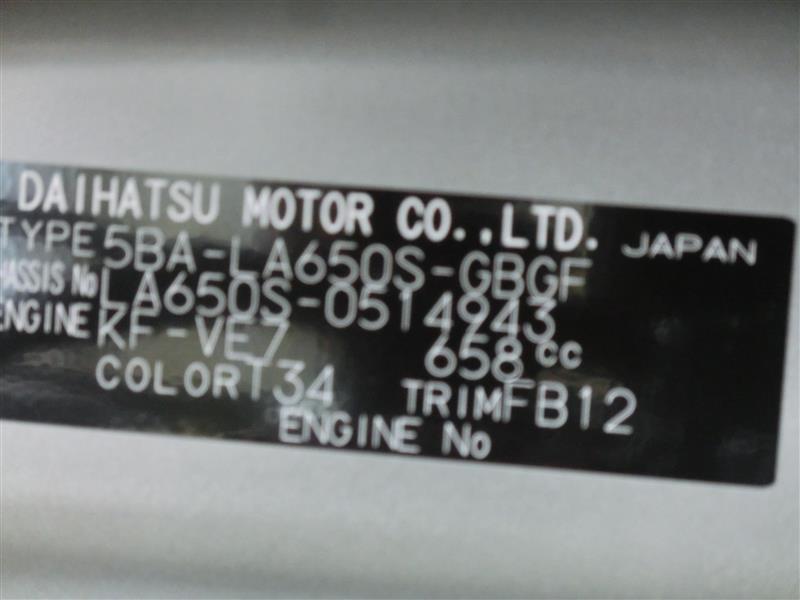 DAIHATSU MOTOR CO.,LTD. JAPAN
TYPE 5BA-LA650S-GBGF
CHASSIS No LA650S-0514943
ENGINE KF-VE7 658cc
COLOR T34 TRIM FB12
ENGINE No